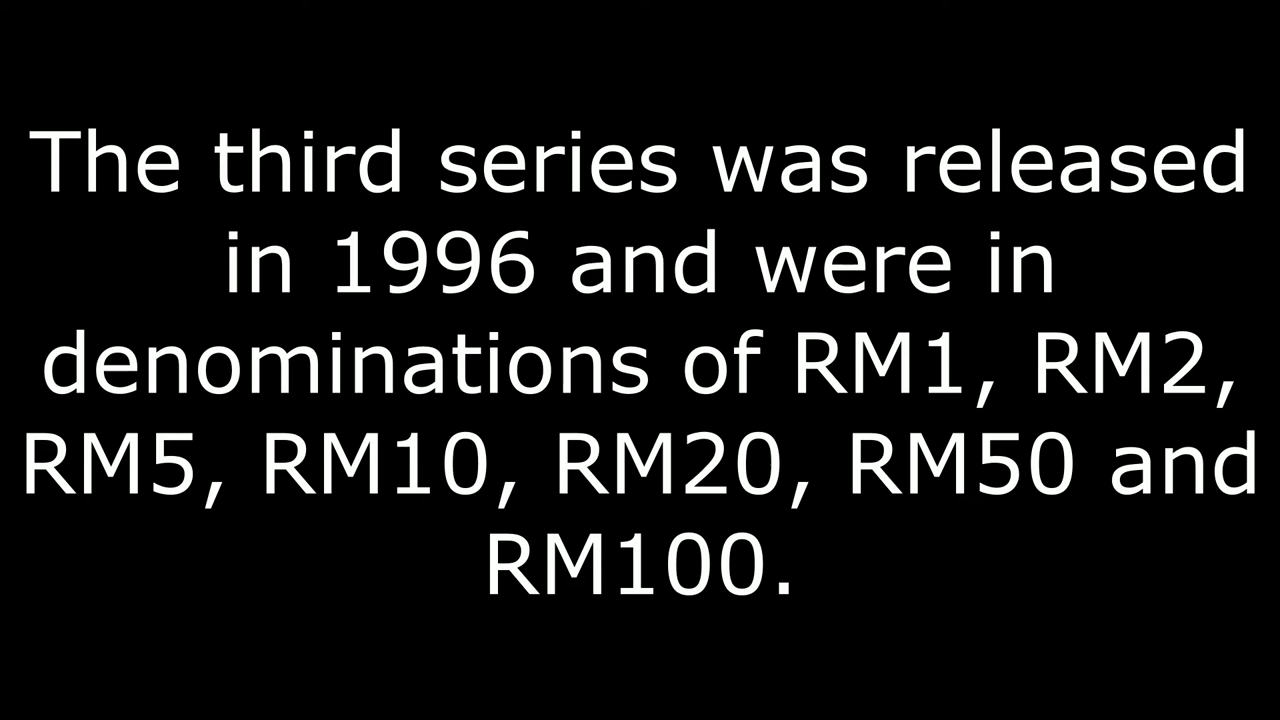 The third series was released
in 1996 and were in
denominations of RM1, RM2,
RM5, RM10, RM20, RM50 and
RM100.